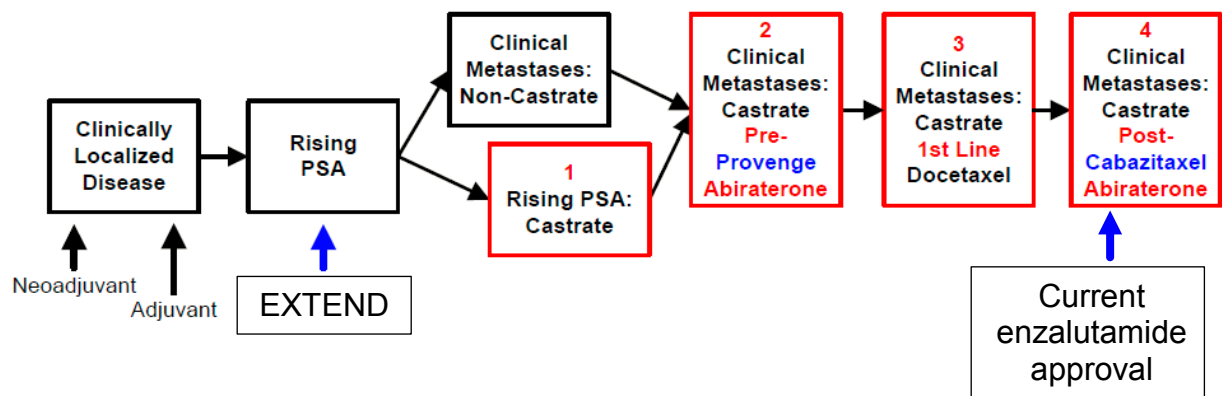 Clinically
Localized
Disease
Neoadjuvant
Adjuvant
Rising
PSA
EXTEND
Clinical
Metastases:
Non-Castrate
1
Rising PSA:
Castrate
2
Clinical
Metastases:
Castrate
Pre-
Provenge
Abiraterone
3
Clinical
Metastases:
Castrate
1st Line
Docetaxel
4
Clinical
Metastases:
Castrate
Post-
Cabazitaxel
Abiraterone
Current
enzalutamide
approval